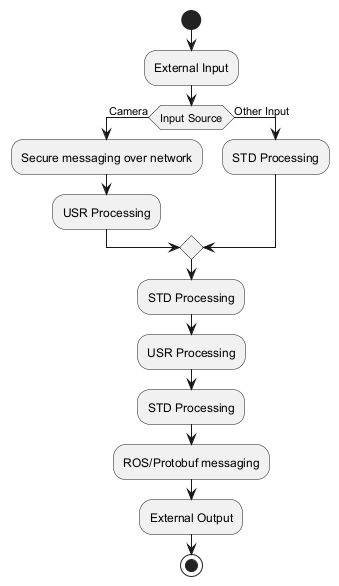 External Input
Camera
Input Source
Other Input
Secure messaging over network
STD Processing
USR Processing
STD Processing
USR Processing
STD Processing
ROS/Protobuf messaging
External Output